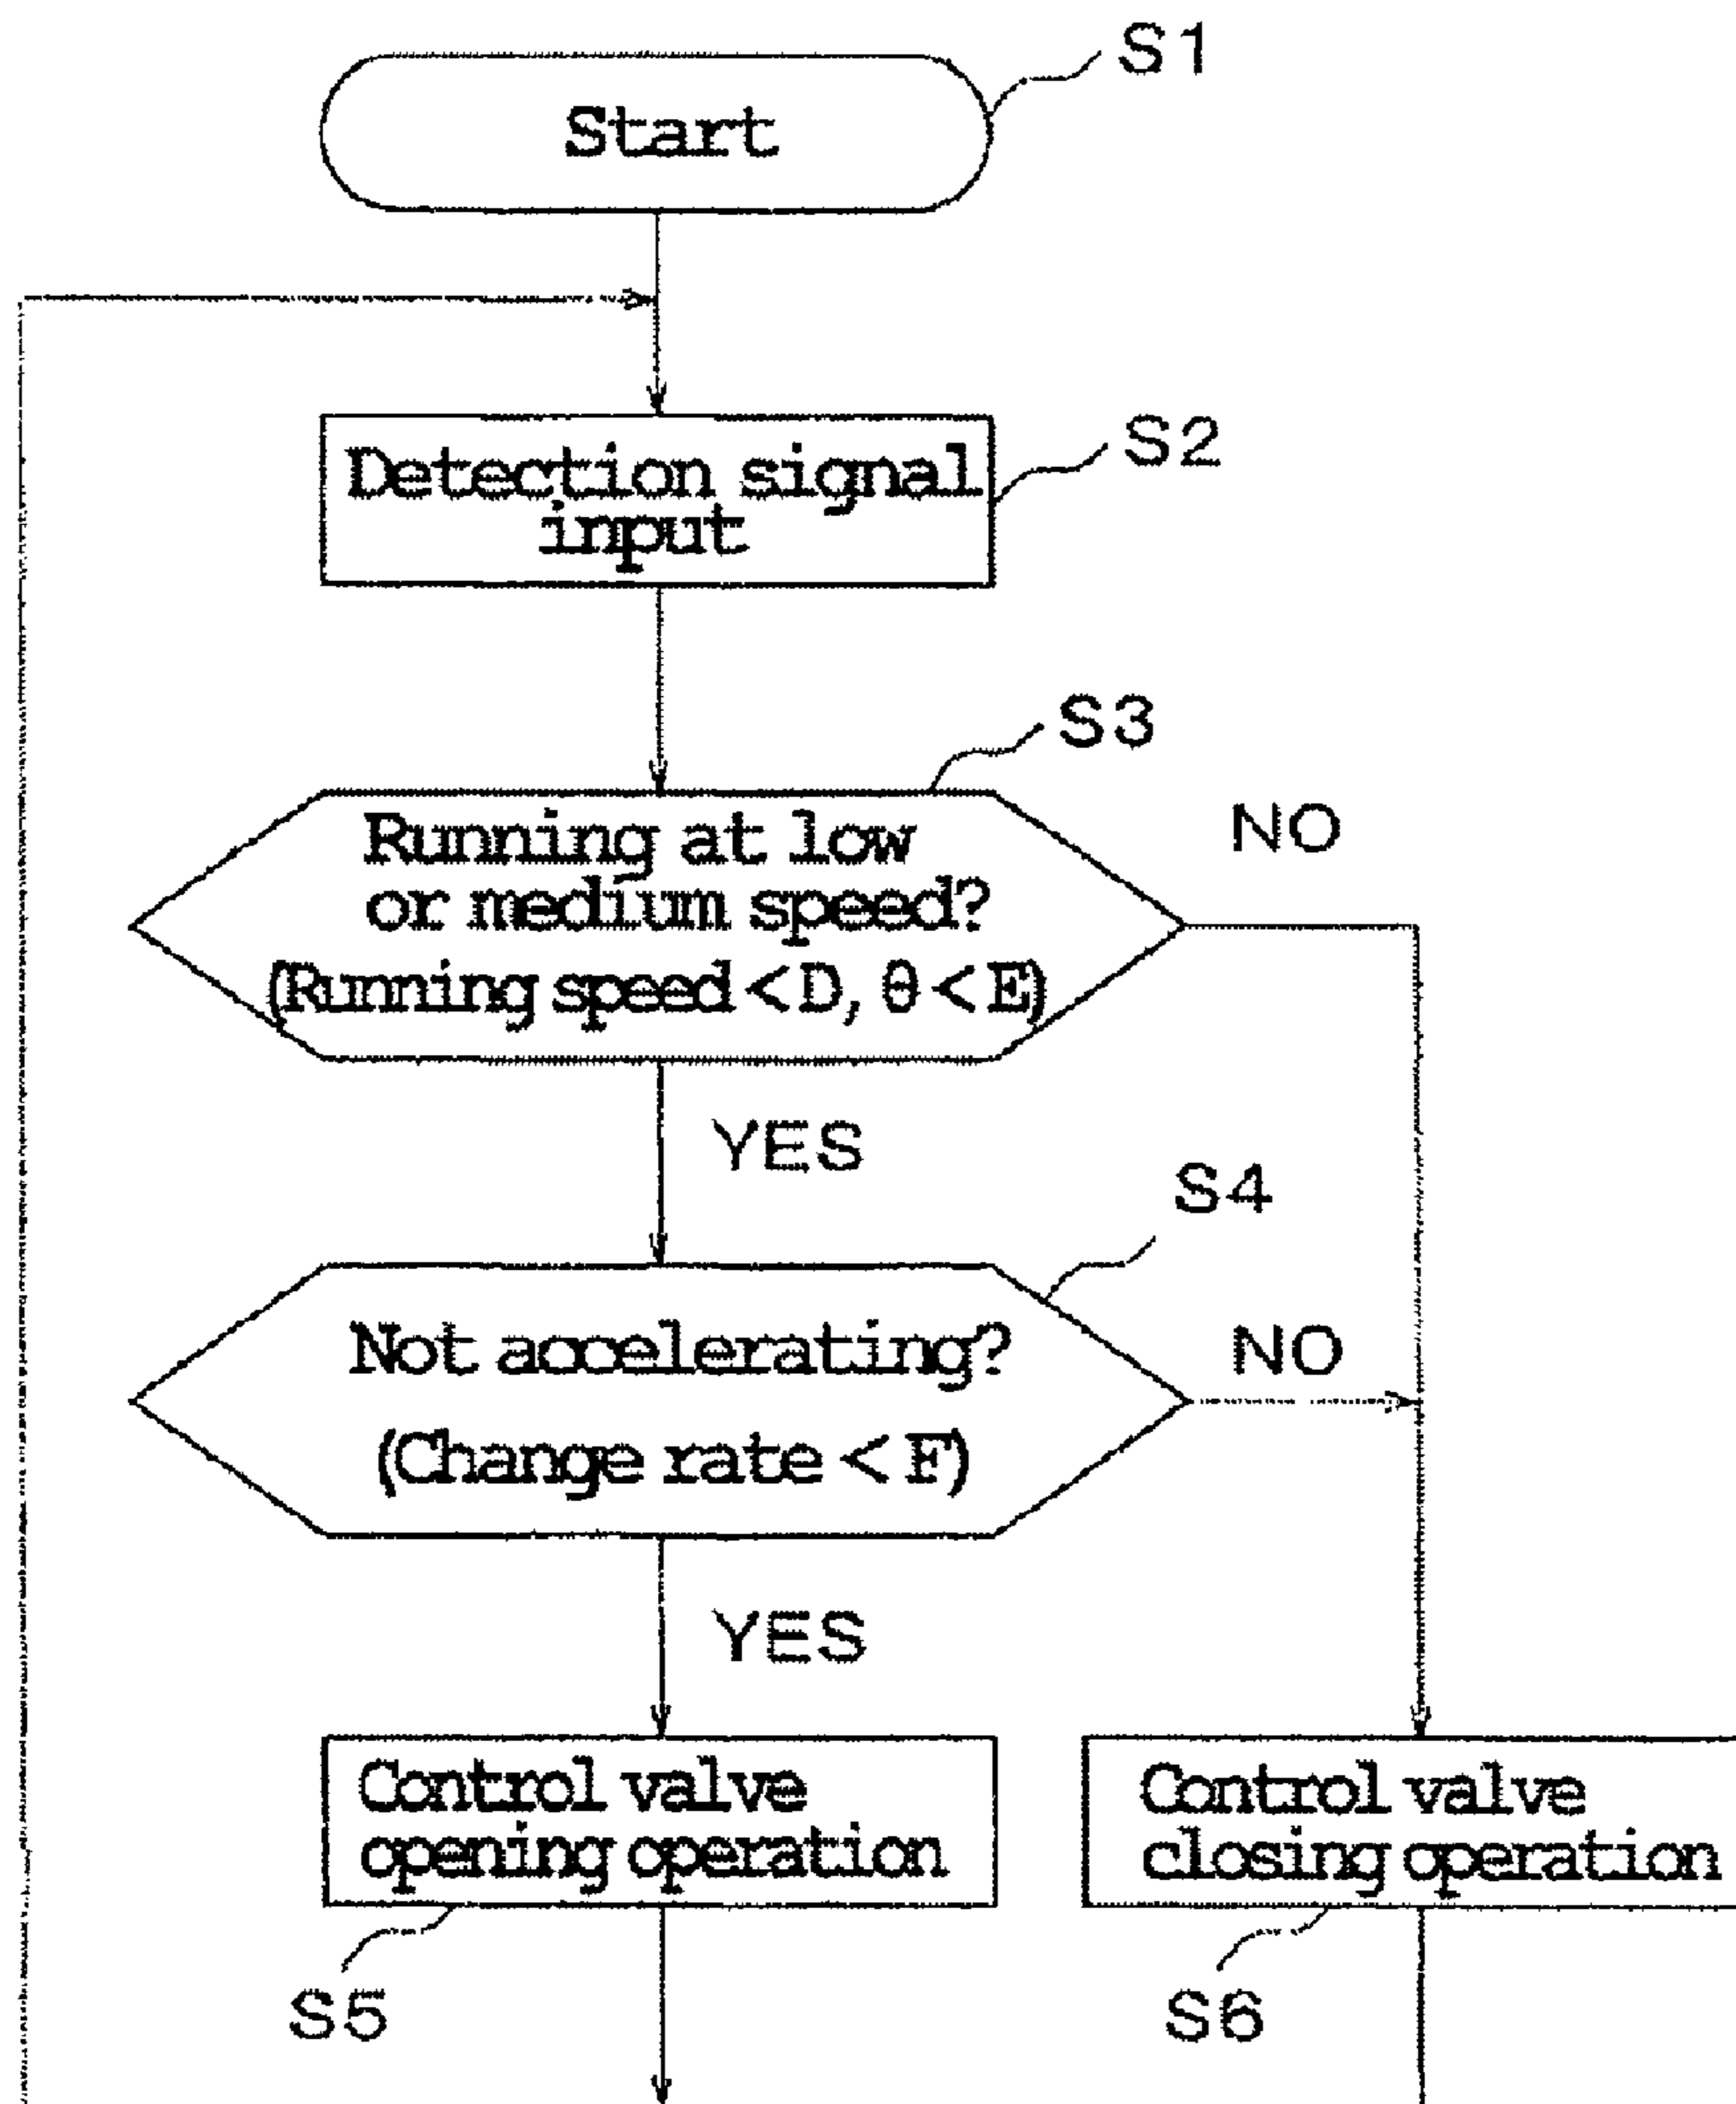 S1
Start
S2
Detection signal
input
S3
Running at low
or medium speed?
(Running speed < D, θ < E)
NO
YES
S4
Not accelerating?
(Change rate < F)
NO
YES
Control valve
opening operation
S5
Control valve
closing operation
S6